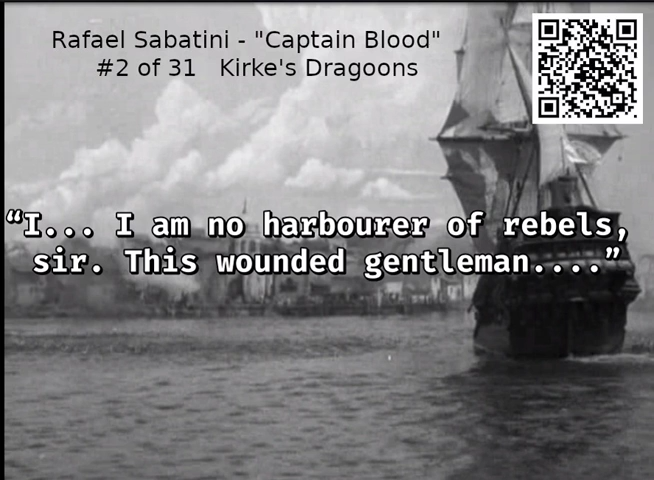 Rafael Sabatini - "Captain Blood"
#2 of 31   Kirke's Dragoons
“I... I am no harbourer of rebels,
sir. This wounded gentleman....”